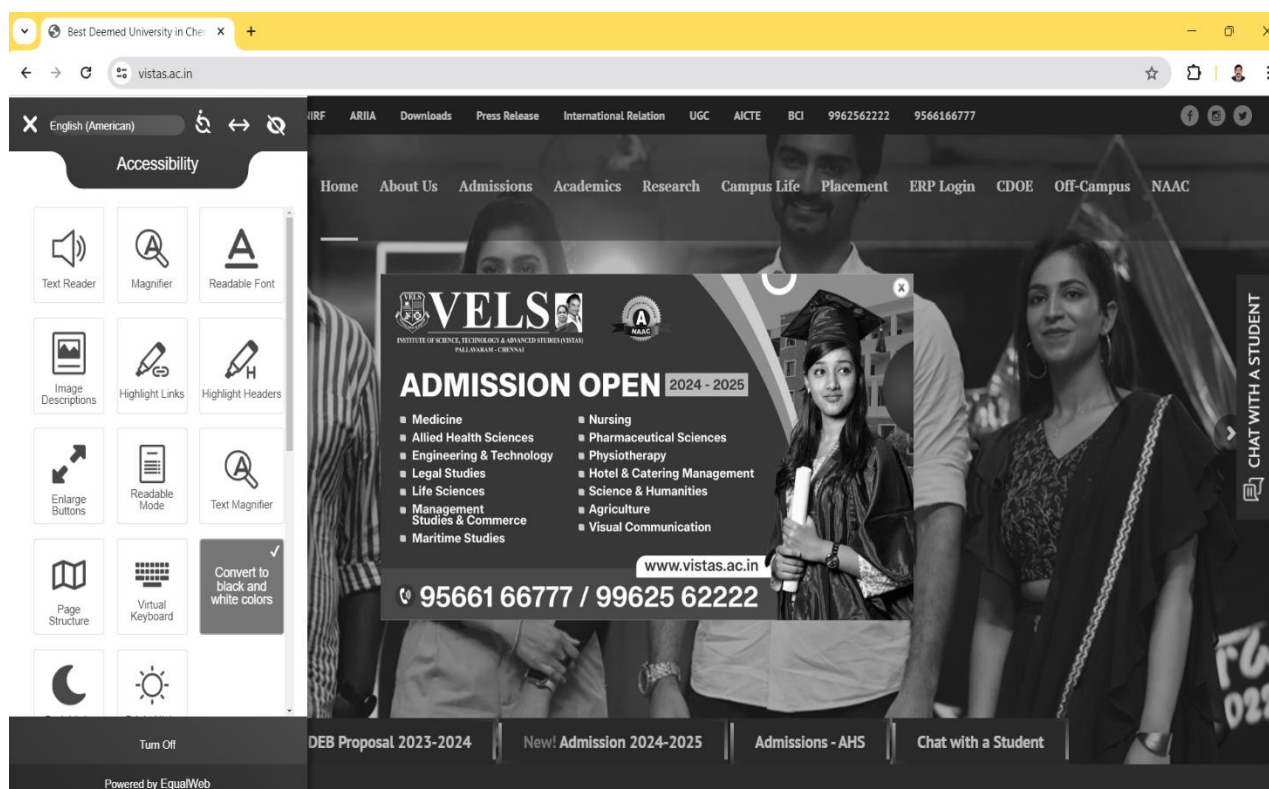 Best Deemed University in Che
vistas.ac.in
English (American)
Accessibility
Text Reader
Magnifier
Readable Font
Image
Descriptions
Highlight Links
Highlight Headers
Enlarge
Buttons
Readable
Mode
Text Magnifier
Page
Structure
Virtual
Keyboard
Convert to
black and
white colors
Turn Off
Powered by EqualWeb
NIRF ARIIA Downloads Press Release International Relation UGC AICTE BCI 9962562222 9566166777
Home About Us Admissions Academics Research Campus Life Placement ERP Login CDOE Off-Campus NAAC
VELS
INSTITUTE OF SCIENCE, TECHNOLOGY & ADVANCED STUDIES (VISTAS)
PALLAVARAM - CHENNAI
A
NAAC
X
ADMISSION OPEN 2024 - 2025
Medicine
Allied Health Sciences
Engineering & Technology
Legal Studies
Life Sciences
Management
Studies & Commerce
Maritime Studies
Nursing
Pharmaceutical Sciences
Physiotherapy
Hotel & Catering Management
Science & Humanities
Agriculture
Visual Communication
www.vistas.ac.in
95661 66777 / 99625 62222
CHAT WITH A STUDENT
DEB Proposal 2023-2024 New! Admission 2024-2025 Admissions - AHS Chat with a Student